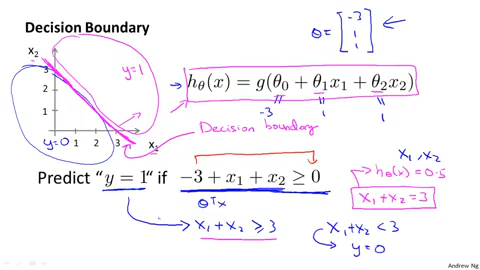 Decision Boundary
θ = [-3 1 1]
x₂
3
2
1
1 2 3
x₁
y=1
y=0
→ h_θ(x) = g(θ₀ + θ₁x₁ + θ₂x₂)
-3 1 1
Decision boundary
x₁, x₂
h_θ(x) = 0.5
x₁ + x₂ = 3
Predict "y = 1" if -3 + x₁ + x₂ ≥ 0
θᵀx
→ x₁ + x₂ ≥ 3
x₁ + x₂ < 3
→ y = 0
Andrew Ng